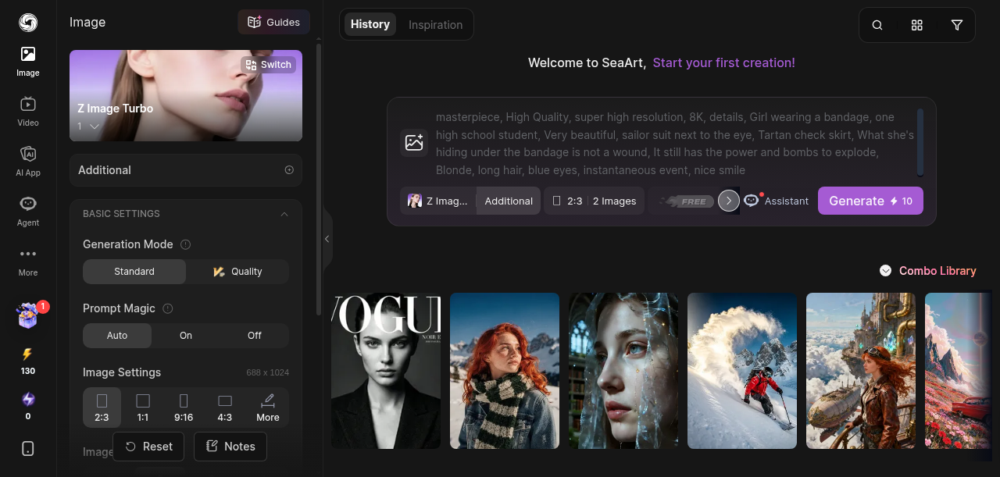 Image
Guides
Switch
Z Image Turbo
1
Additional
BASIC SETTINGS
Generation Mode
Standard
Quality
Prompt Magic
Auto
On
Off
Image Settings
688 x 1024
2:3
1:1
9:16
4:3
More
Image
Reset
Notes
Image
Video
AI
AI App
Agent
More
1
130
0
History
Inspiration
Welcome to SeaArt, Start your first creation!
masterpiece, High Quality, super high resolution, 8K, details, Girl wearing a bandage, one
high school student, Very beautiful, sailor suit next to the eye, Tartan check skirt, What she's
hiding under the bandage is not a wound, It still has the power and bombs to explode,
Blonde, long hair, blue eyes, instantaneous event, nice smile
Z Imag...
Additional
2:3
2 Images
FREE
Assistant
Generate
10
Combo Library
VOGUE